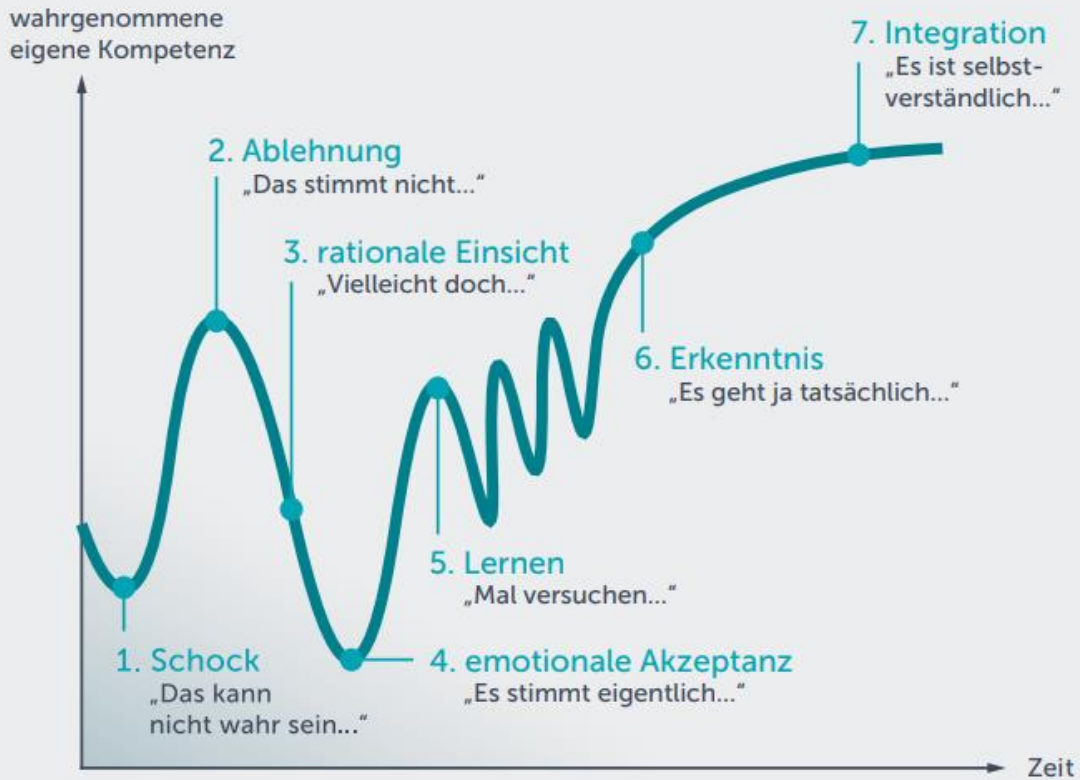 wahrgenommene
eigene Kompetenz
7. Integration
„Es ist selbst-
verständlich...“
2. Ablehnung
„Das stimmt nicht...“
3. rationale Einsicht
„Vielleicht doch...“
6. Erkenntnis
„Es geht ja tatsächlich...“
5. Lernen
„Mal versuchen...“
1. Schock
„Das kann
nicht wahr sein...“
4. emotionale Akzeptanz
„Es stimmt eigentlich...“
Zeit